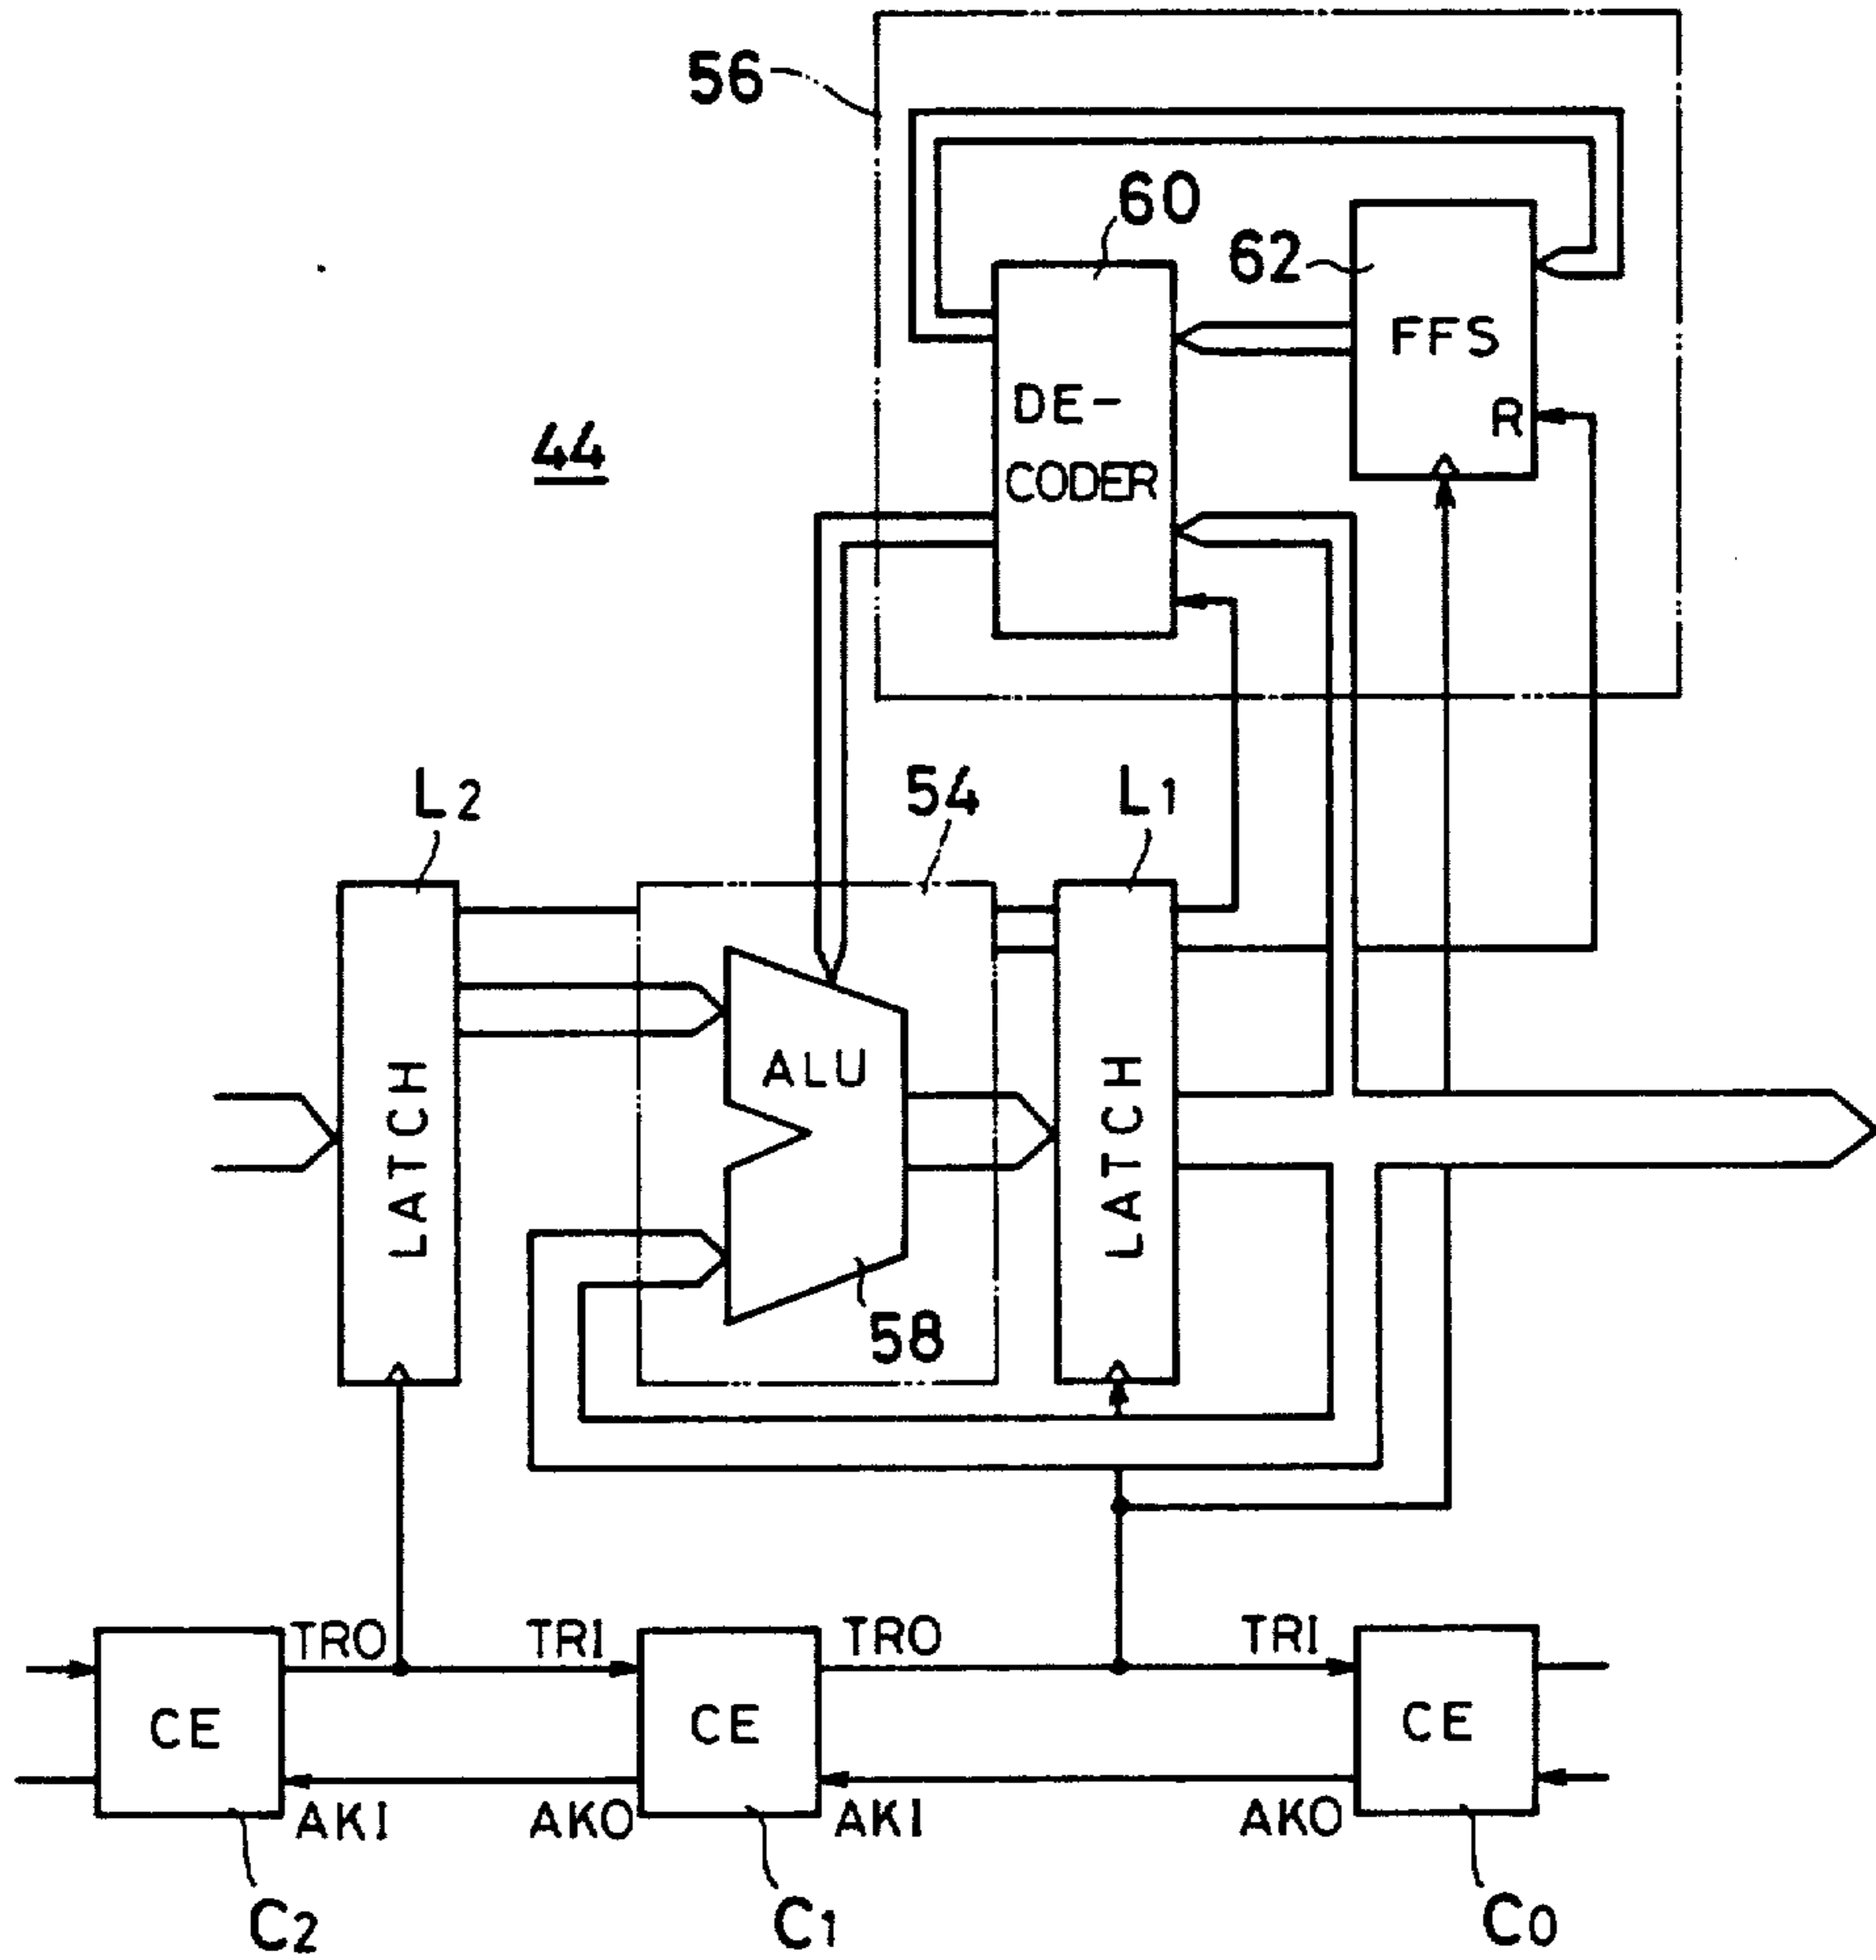 56
60
62
FFS
DE-
CODER
R
44
L2
54
L1
LATCH
ALU
LATCH
58
TRO
TRI
TRO
TRI
CE
CE
CE
AKI
AKO
AKI
AKO
C2
C1
C0